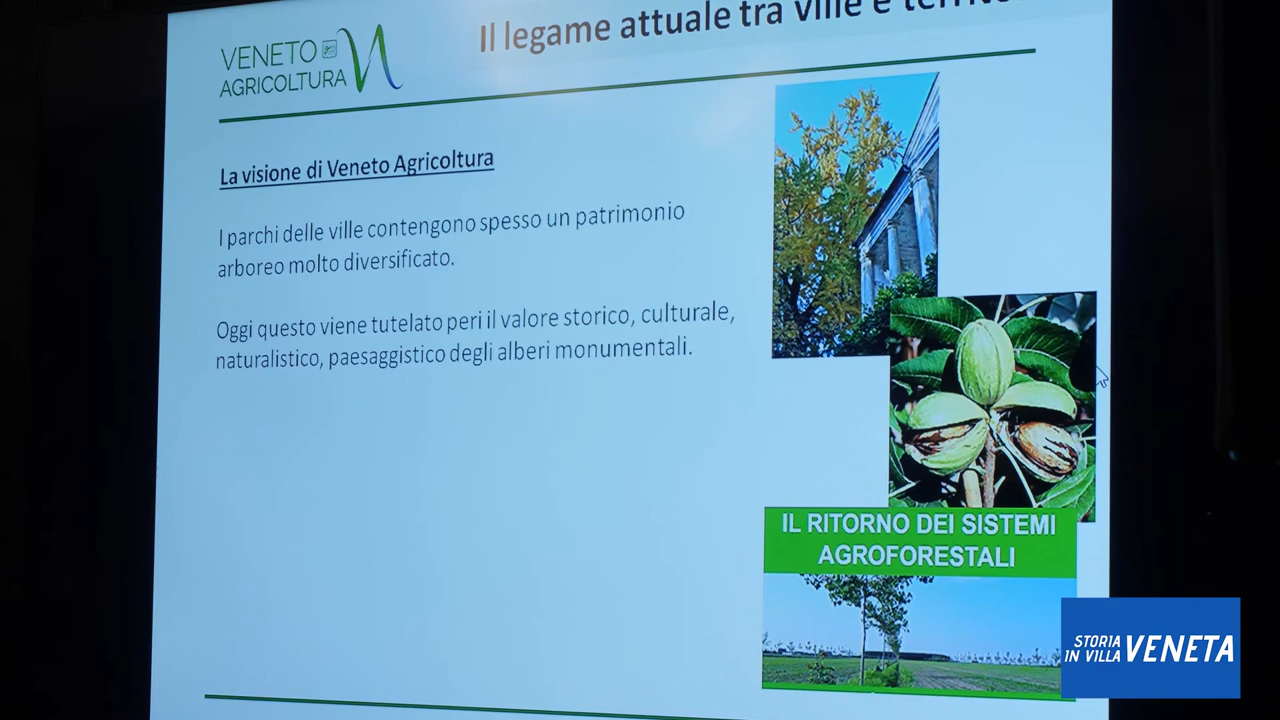 Il legame attuale tra ville e
VENETO
AGRICOLTURA
La visione di Veneto Agricoltura
I parchi delle ville contengono spesso un patrimonio
arboreo molto diversificato.
Oggi questo viene tutelato peri il valore storico, culturale,
naturalistico, paesaggistico degli alberi monumentali.
IL RITORNO DEI SISTEMI
AGROFORESTALI
STORIA
IN VILLA VENETA